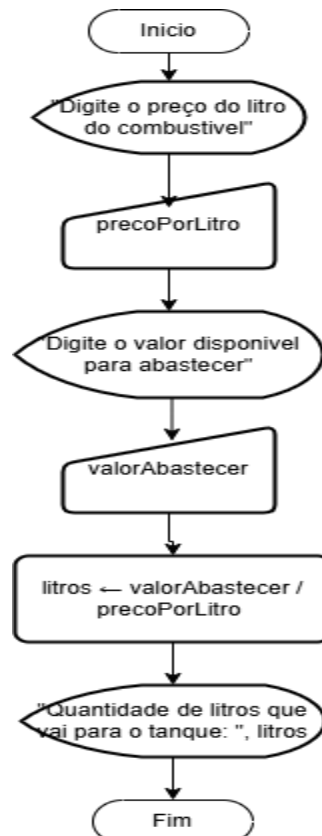 Inicio
"Digite o preço do litro
do combustivel"
precoPorLitro
"Digite o valor disponivel
para abastecer"
valorAbastecer
litros ← valorAbastecer /
precoPorLitro
"Quantidade de litros que
vai para o tanque: ", litros
Fim